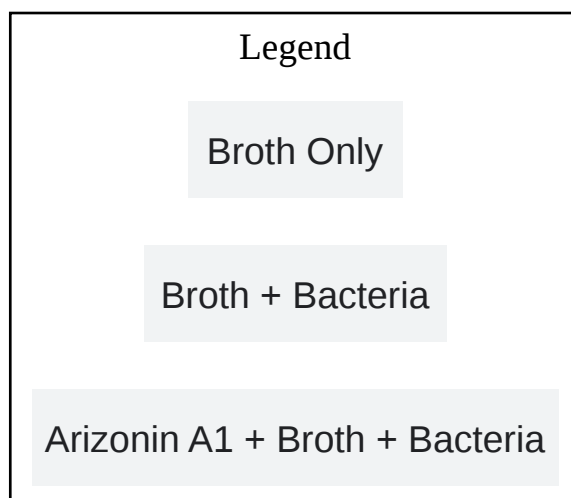 Legend
Broth Only
Broth + Bacteria
Arizonin A1 + Broth + Bacteria